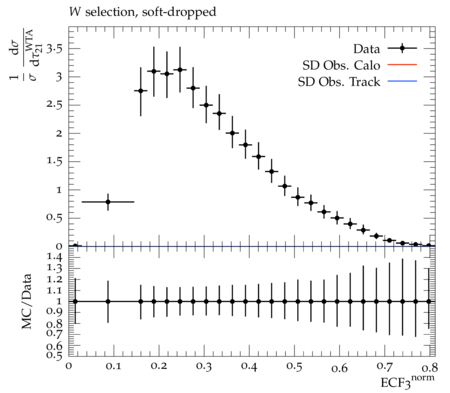 W selection, soft-dropped
1/σ dσ/dτ₂₁^WTA
Data
SD Obs. Calo
SD Obs. Track
3.5
3
2.5
2
1.5
1
0.5
0
1.4
1.3
1.2
1.1
1
0.9
0.8
0.7
0.6
0.5
MC/Data
0 0.1 0.2 0.3 0.4 0.5 0.6 0.7 0.8
ECF3^norm